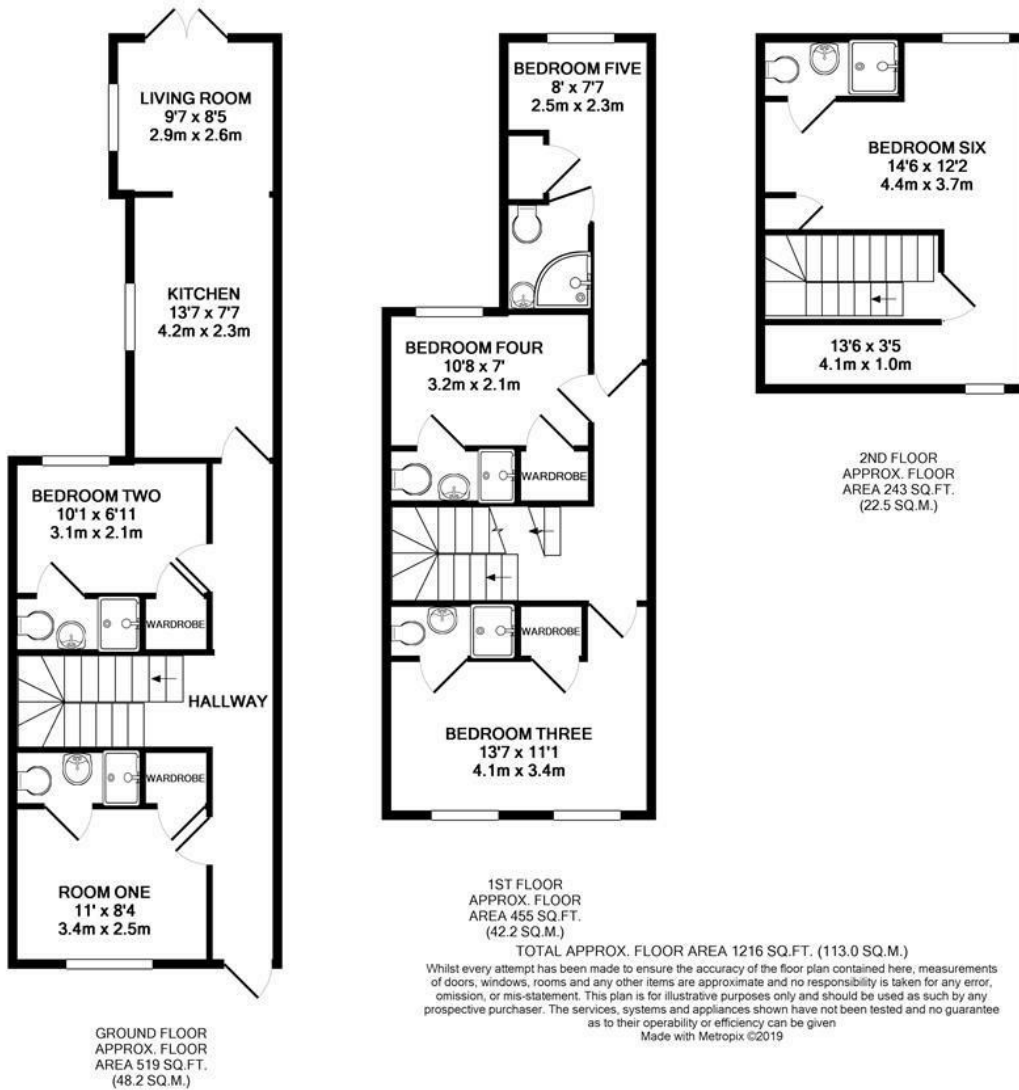 LIVING ROOM
9'7 x 8'5
2.9m x 2.6m
KITCHEN
13'7 x 7'7
4.2m x 2.3m
BEDROOM TWO
10'1 x 6'11
3.1m x 2.1m
WARDROBE
HALLWAY
WARDROBE
ROOM ONE
11' x 8'4
3.4m x 2.5m
GROUND FLOOR
APPROX. FLOOR
AREA 519 SQ.FT.
(48.2 SQ.M.)
BEDROOM FIVE
8' x 7'7
2.5m x 2.3m
BEDROOM FOUR
10'8 x 7'
3.2m x 2.1m
WARDROBE
WARDROBE
BEDROOM THREE
13'7 x 11'1
4.1m x 3.4m
1ST FLOOR
APPROX. FLOOR
AREA 455 SQ.FT.
(42.2 SQ.M.)
BEDROOM SIX
14'6 x 12'2
4.4m x 3.7m
13'6 x 3'5
4.1m x 1.0m
2ND FLOOR
APPROX. FLOOR
AREA 243 SQ.FT.
(22.5 SQ.M.)
TOTAL APPROX. FLOOR AREA 1216 SQ.FT. (113.0 SQ.M.)
Whilst every attempt has been made to ensure the accuracy of the floor plan contained here, measurements
of doors, windows, rooms and any other items are approximate and no responsibility is taken for any error,
omission, or mis-statement. This plan is for illustrative purposes only and should be used as such by any
prospective purchaser. The services, systems and appliances shown have not been tested and no guarantee
as to their operability or efficiency can be given
Made with Metropix ©2019